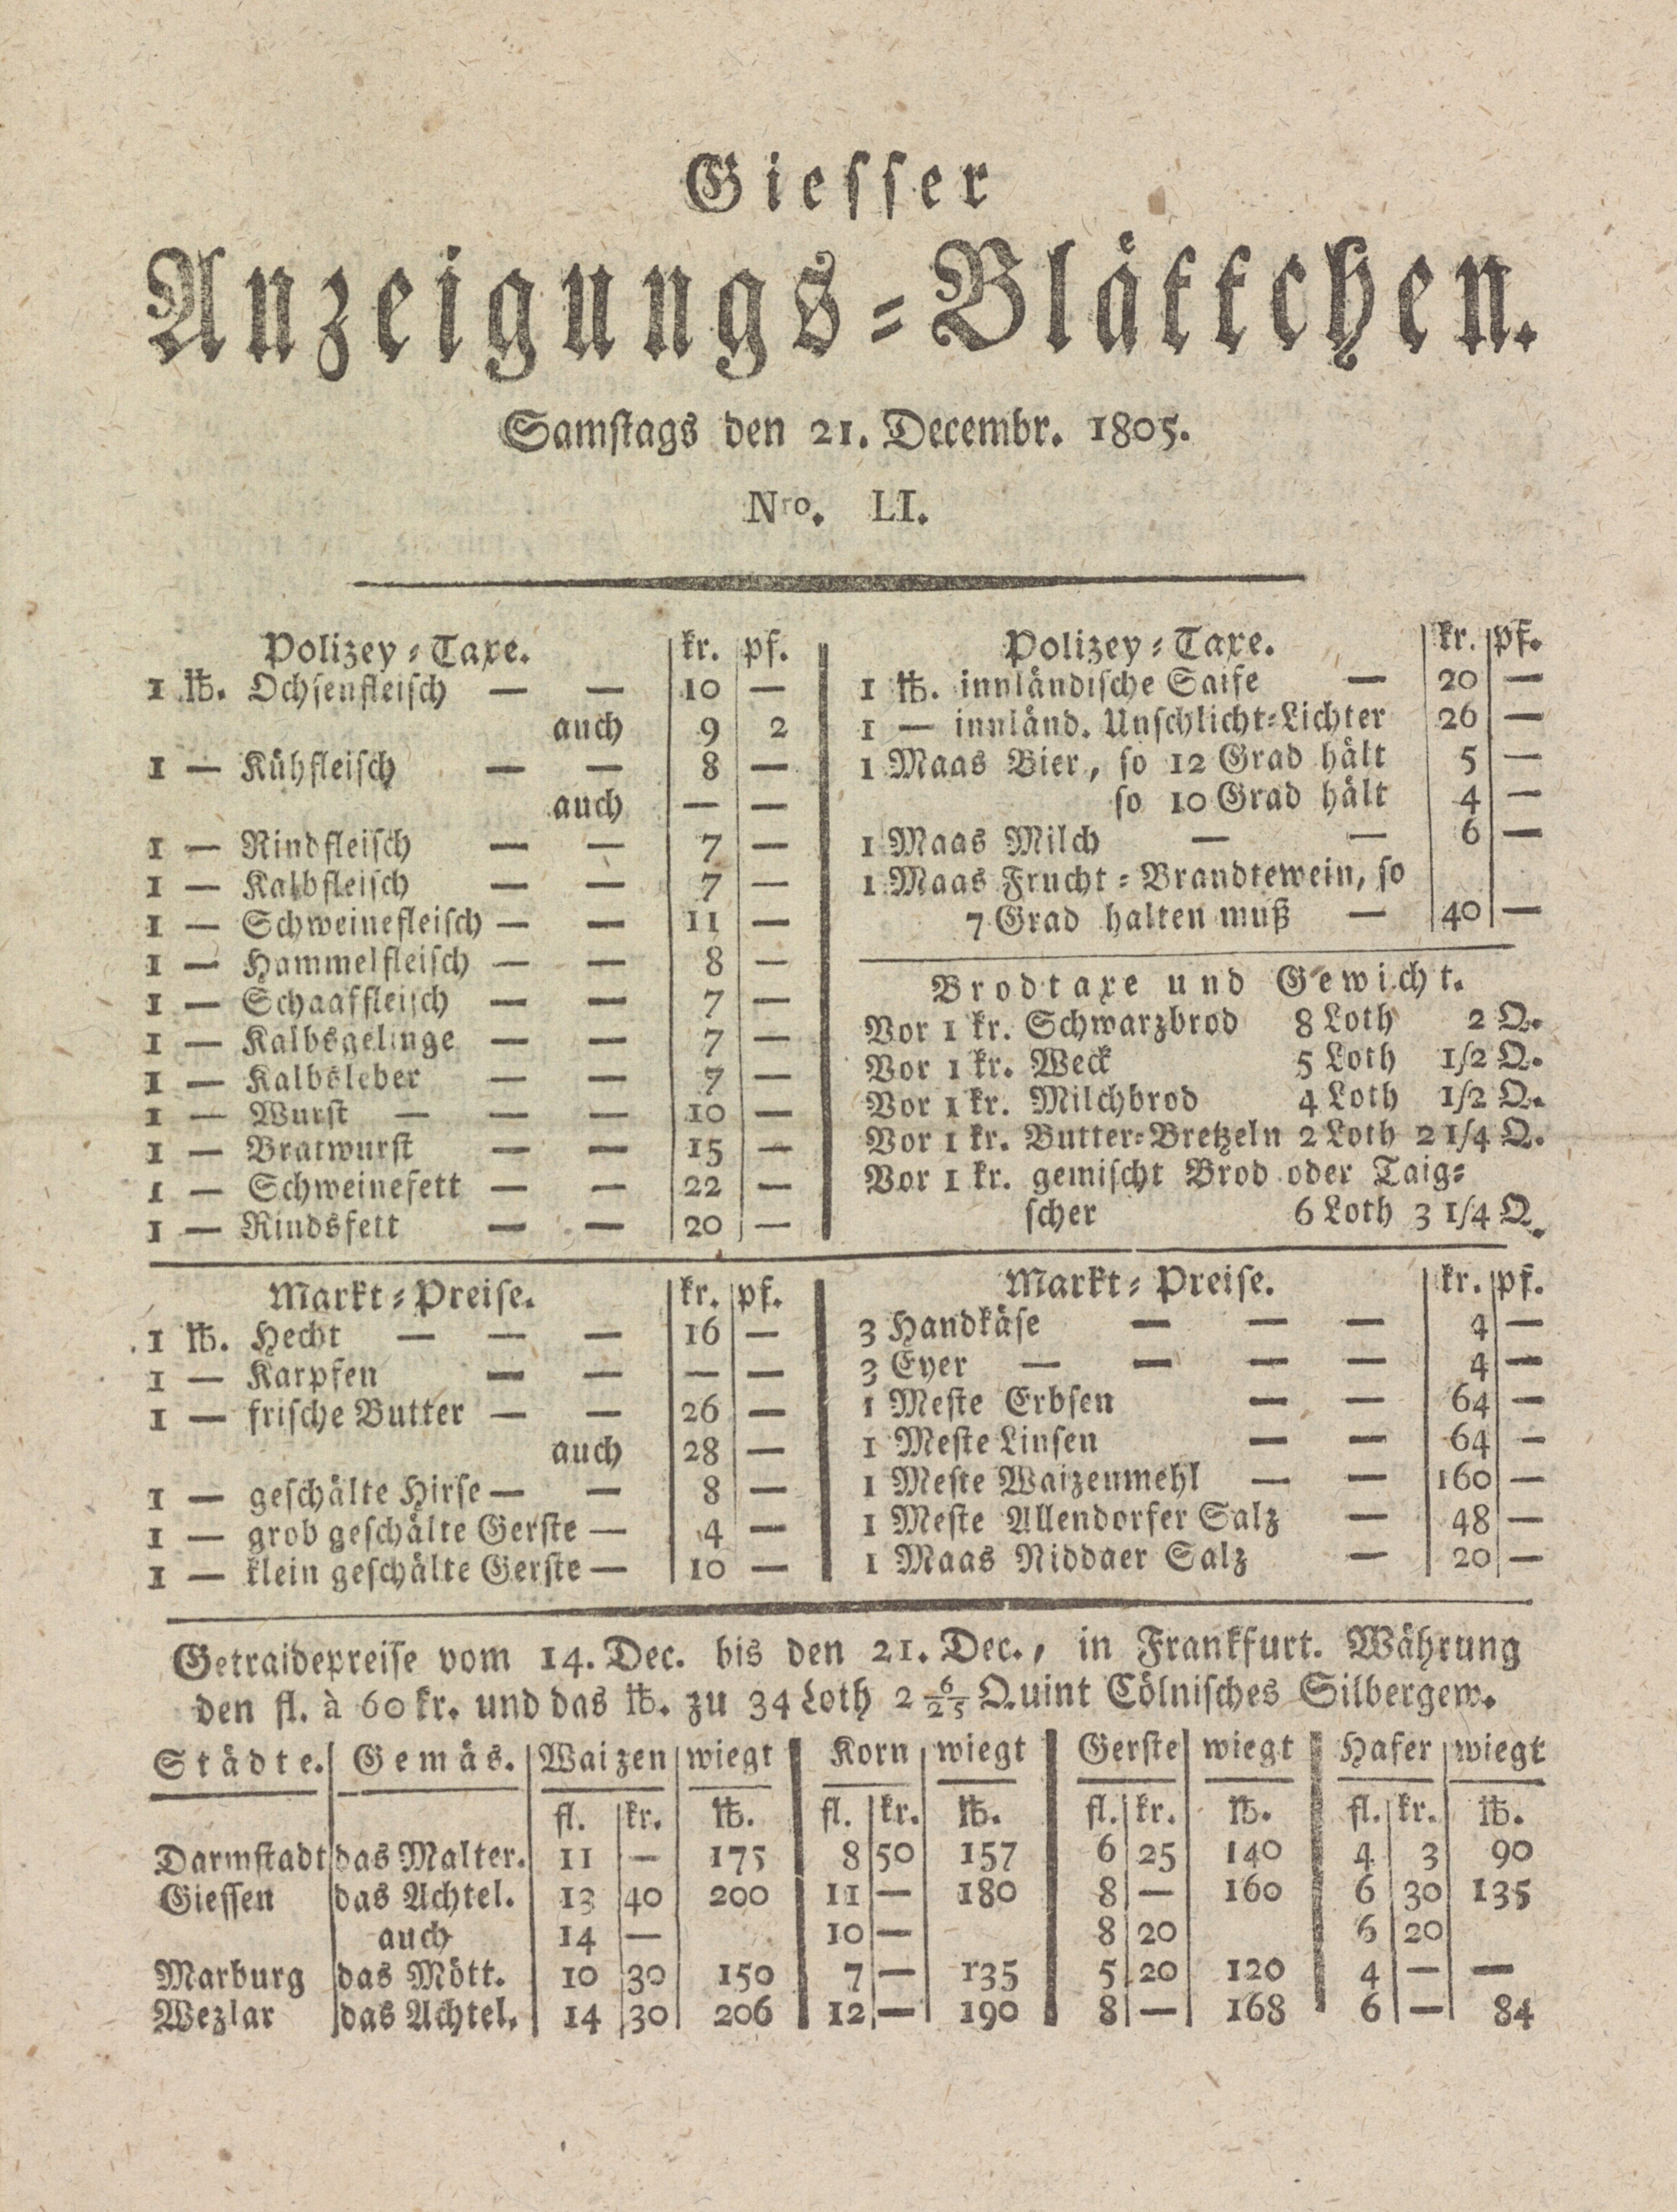 Giesser
Anzeigungs-Blättchen.
Samstags den 21. Decembr. 1805.
Nro. LI.
Polizey-Taxe. kr. pf.
1 ℔. Ochsenfleisch — — 10 —
auch 9 2
1 — Kühfleisch — — 8 —
auch — —
1 — Rindfleisch — — 7 —
1 — Kalbfleisch — — 7 —
1 — Schweinefleisch — — 11 —
1 — Hammelfleisch — — 8 —
1 — Schaaffleisch — — 7 —
1 — Kalbsgelinge — — 7 —
1 — Kalbsleber — — 7 —
1 — Wurst — — — 10 —
1 — Bratwurst — — 15 —
1 — Schweinefett — — 22 —
1 — Rindsfett — — 20 —
Polizey-Taxe. kr. pf.
1 ℔. innländische Saife — 20 —
1 — innländ. Unschlicht-Lichter 26 —
1 Maas Bier, so 12 Grad hält 5 —
so 10 Grad hält 4 —
1 Maas Milch — — 6 —
1 Maas Frucht-Brandtewein, so
7 Grad halten muß — 40 —
Brodtaxe und Gewicht.
Vor 1 kr. Schwarzbrod 8 Loth 2 Q.
Vor 1 kr. Weck 5 Loth 1/2 Q.
Vor 1 kr. Milchbrod 4 Loth 1/2 Q.
Vor 1 kr. Butter-Bretzeln 2 Loth 2 1/4 Q.
Vor 1 kr. gemischt Brod oder Taig-
scher 6 Loth 3 1/4 Q.
Markt-Preise. kr. pf.
1 ℔. Hecht — — — 16 —
1 — Karpfen — — — —
1 — frische Butter — — 26 —
auch 28 —
1 — geschälte Hirse — — 8 —
1 — grob geschälte Gerste — 4 —
1 — klein geschälte Gerste — 10 —
Markt-Preise. kr. pf.
3 Handkäse — — — 4 —
3 Eyer — — — — 4 —
1 Meste Erbsen — — 64 —
1 Meste Linsen — — 64 —
1 Meste Waizenmehl — — 160 —
1 Meste Allendorfer Salz — 48 —
1 Maas Niddaer Salz — 20 —
Getraidepreise vom 14. Dec. bis den 21. Dec., in Frankfurt. Währung
den fl. à 60 kr. und das ℔. zu 34 Loth 2 6/25 Quint Cölnisches Silbergew.
Städte. Gemäs. Waizen wiegt Korn wiegt Gerste wiegt Hafer wiegt
fl. kr. ℔. fl. kr. ℔. fl. kr. ℔. fl. kr. ℔.
Darmstadt das Malter. 11 — 175 8 50 157 6 25 140 4 3 90
Giessen das Achtel. 13 40 200 11 — 180 8 — 160 6 30 135
auch 14 — 10 — 8 20 6 20
Marburg das Mött. 10 30 150 7 — 135 5 20 120 4 — —
Wezlar das Achtel. 14 30 206 12 — 190 8 — 168 6 — 84